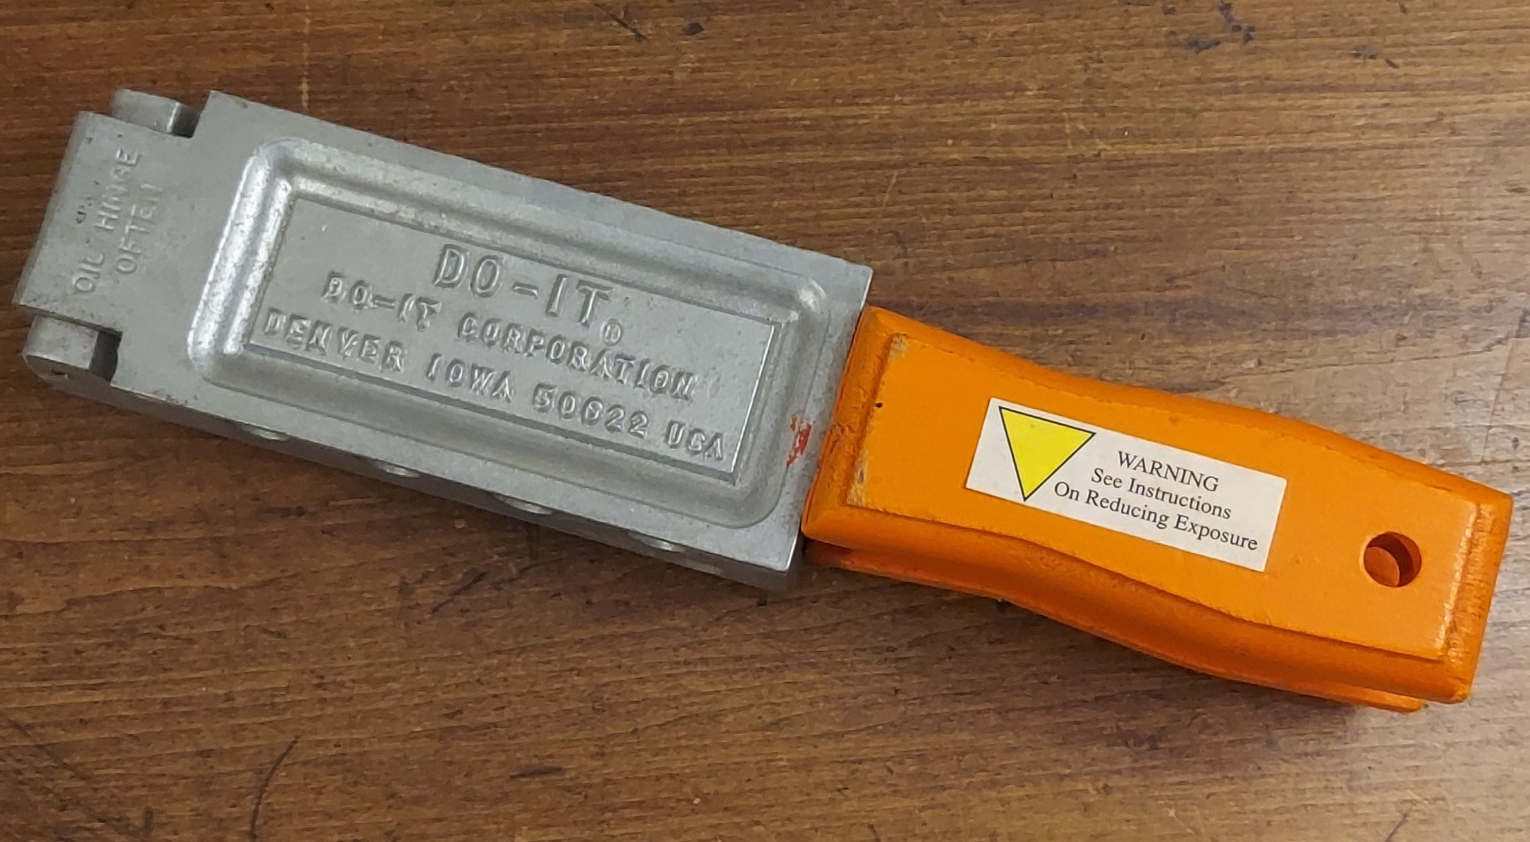 OIL HINGE
OFTEN
DO-IT®
DO-IT CORPORATION
DENVER IOWA 50622 USA
WARNING
See Instructions
On Reducing Exposure